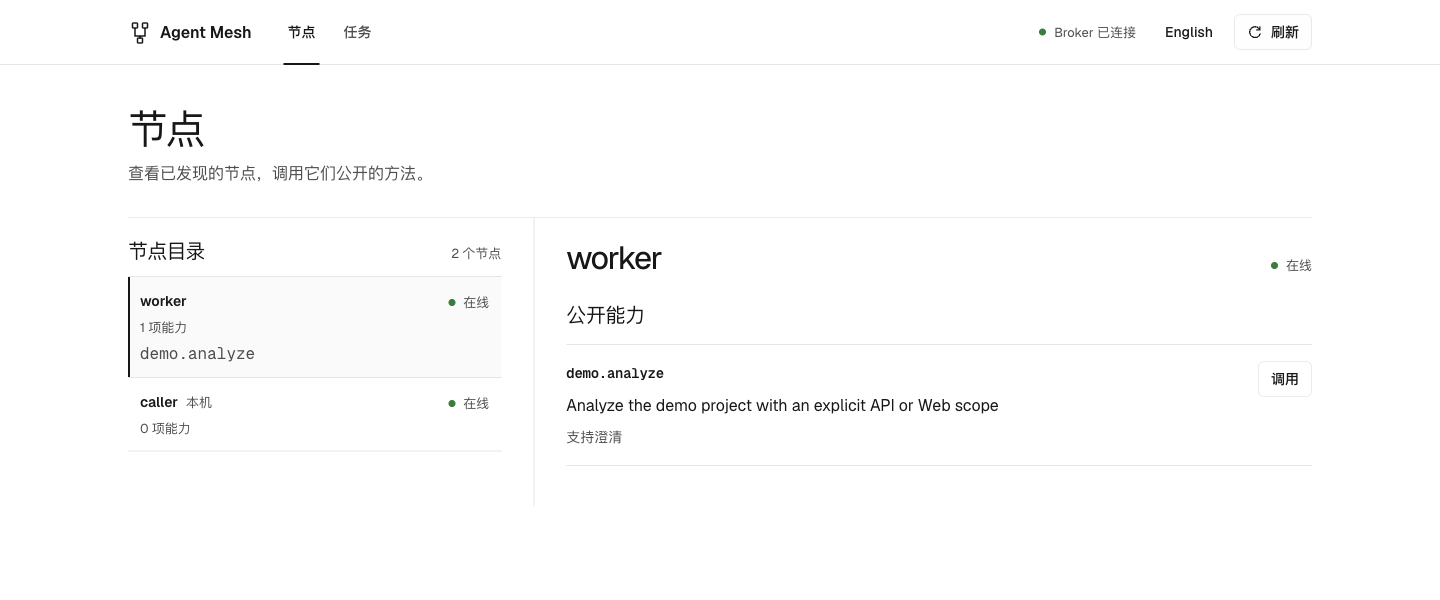 Agent Mesh 节点 任务 Broker 已连接 English 刷新
节点
查看已发现的节点，调用它们公开的方法。
节点目录 2 个节点
worker 在线
1 项能力
demo.analyze
caller 本机 在线
0 项能力
worker 在线
公开能力
demo.analyze 调用
Analyze the demo project with an explicit API or Web scope
支持澄清